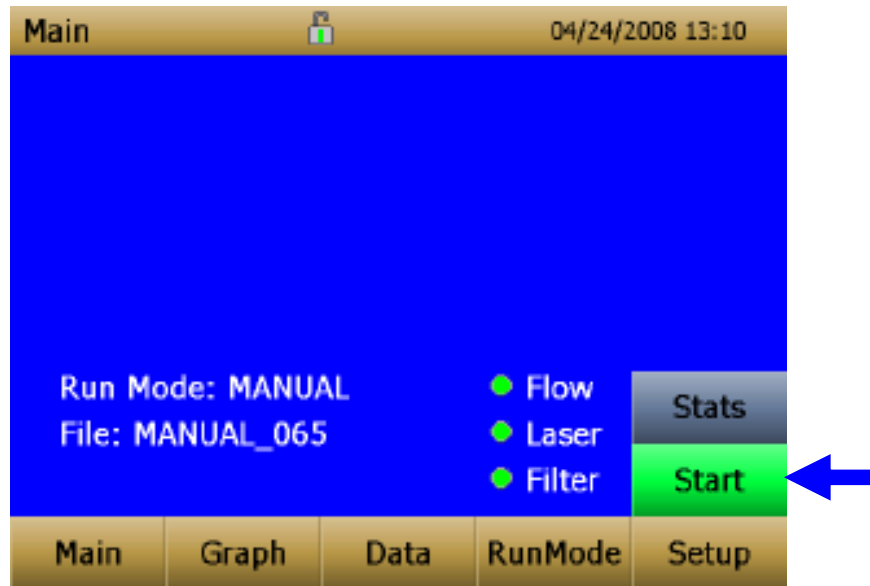 Main 04/24/2008 13:10
Run Mode: MANUAL
File: MANUAL_065
Flow
Laser
Filter
Stats
Start
Main Graph Data RunMode Setup